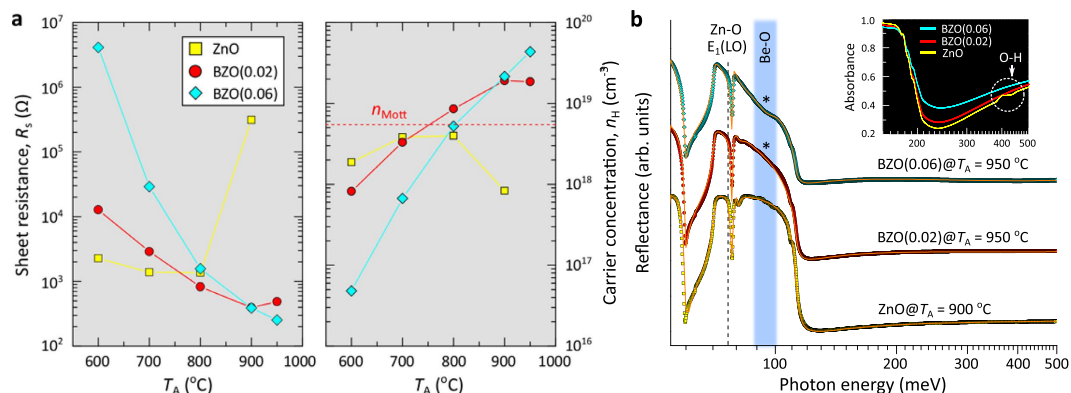 a
Sheet resistance, Rₛ (Ω)
10⁷
10⁶
10⁵
10⁴
10³
10²
ZnO
BZO(0.02)
BZO(0.06)
600 700 800 900 1000
T_A (°C)
n_Mott
600 700 800 900 1000
T_A (°C)
10²⁰
10¹⁹
10¹⁸
10¹⁷
10¹⁶
Carrier concentration, n_H (cm⁻³)
b
Reflectance (arb. units)
Zn-O
E₁(LO)
Be-O
*
*
BZO(0.06)
BZO(0.02)
ZnO
O-H
Absorbance
1.0
0.8
0.6
0.4
0.2
200 300 400 500
BZO(0.06)@T_A = 950 °C
BZO(0.02)@T_A = 950 °C
ZnO@T_A = 900 °C
100 200 300 400 500
Photon energy (meV)